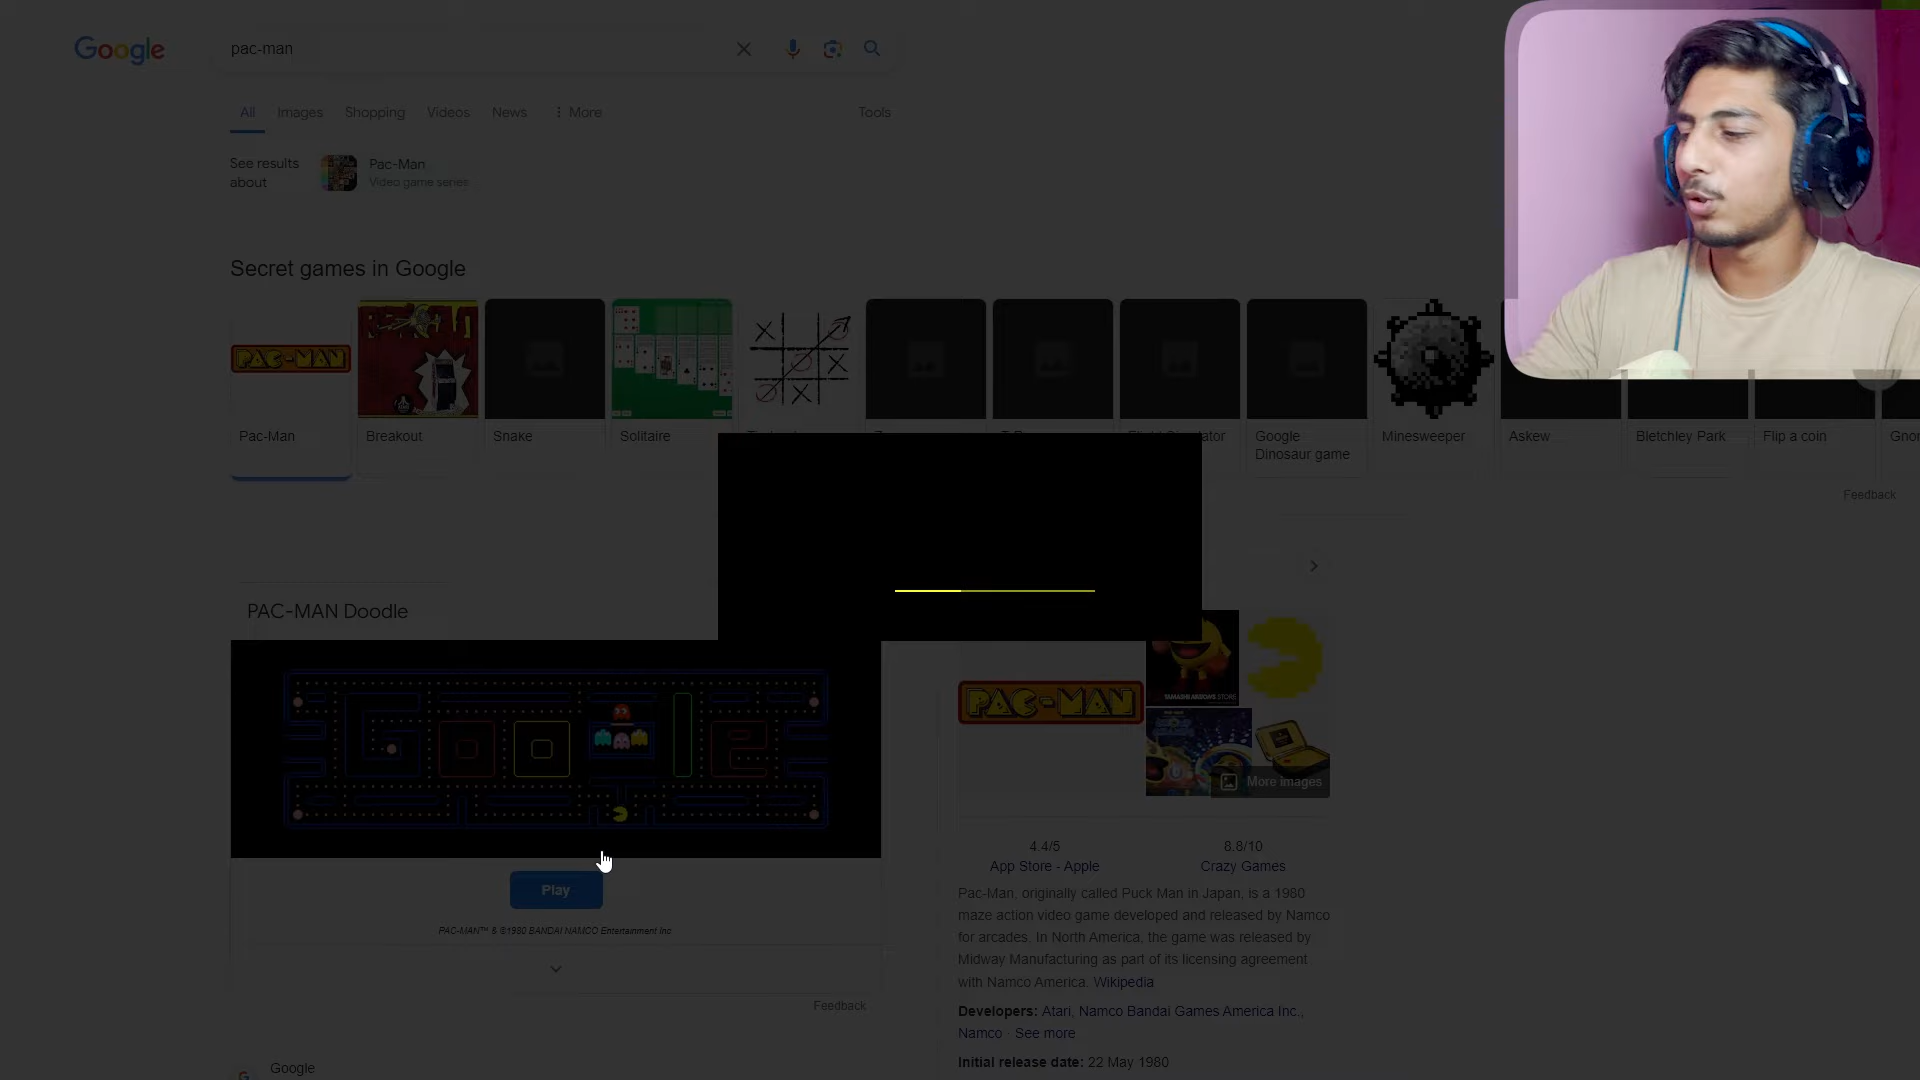 Google
pac-man
All
Images
Shopping
Videos
News
More
Tools
See results
about
Pac-Man
Video game series
Secret games in Google
PAC-MAN
Pac-Man
Breakout
Snake
Solitaire
Google
Dinosaur game
Minesweeper
Askew
Bletchley Park
Flip a coin
Feedback
PAC-MAN Doodle
PAC-MAN
More images
Play
PAC-MAN™ & ©1980 BANDAI NAMCO Entertainment Inc
Feedback
4.4/5
App Store - Apple
8.8/10
Crazy Games
Pac-Man, originally called Puck Man in Japan, is a 1980
maze action video game developed and released by Namco
for arcades. In North America, the game was released by
Midway Manufacturing as part of its licensing agreement
with Namco America. Wikipedia
Developers: Atari, Namco Bandai Games America Inc.,
Namco · See more
Initial release date: 22 May 1980
Google